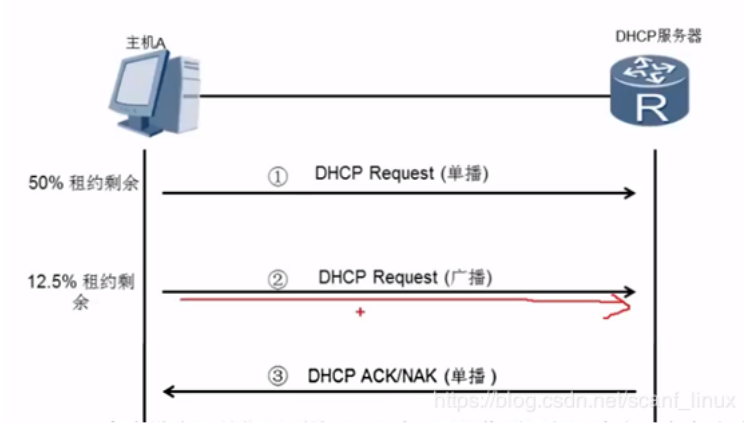 主机A
DHCP服务器
R
50% 租约剩余
① DHCP Request (单播)
12.5% 租约剩
余
② DHCP Request (广播)
③ DHCP ACK/NAK (单播 )
https://blog.csdn.net/scanf_linux